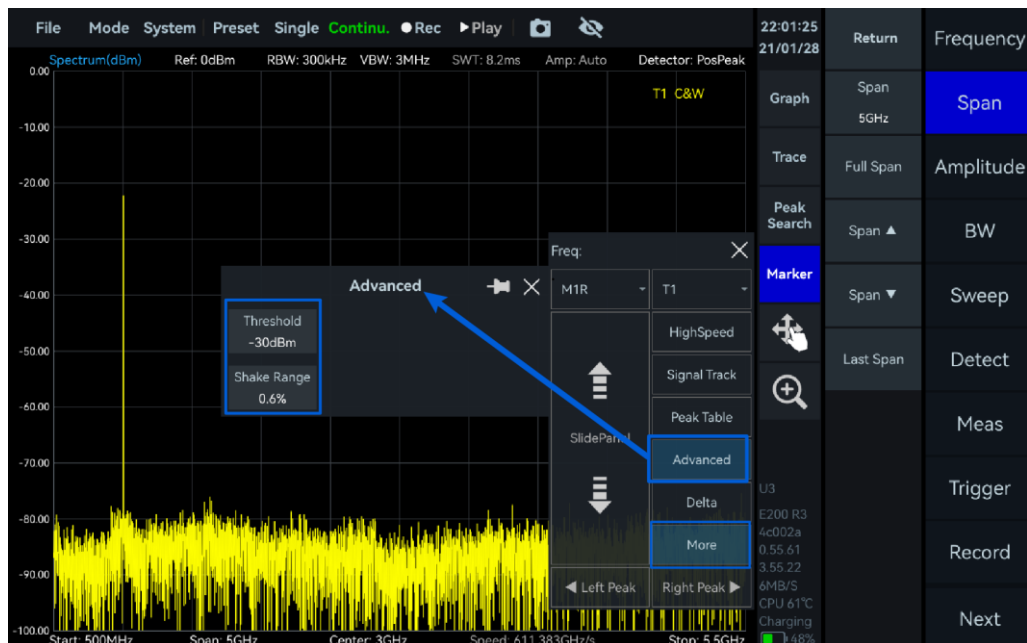 File Mode System Preset Single Continu. Rec Play
22:01:25
21/01/28
Spectrum(dBm) Ref: 0dBm RBW: 300kHz VBW: 3MHz SWT: 8.2ms Amp: Auto Detector: PosPeak
T1 C&W
0.00
-10.00
-20.00
-30.00
-40.00
-50.00
-60.00
-70.00
-80.00
-90.00
-100.00
Start: 500MHz Span: 5GHz Center: 3GHz Speed: 611.383GHz/s Stop: 5.5GHz
Advanced
Threshold
-30dBm
Shake Range
0.6%
Freq:
M1R T1
HighSpeed
Signal Track
Peak Table
SlidePanel
Advanced
Delta
More
Left Peak Right Peak
Graph
Trace
Peak
Search
Marker
U3
E200 R3
4c002a
0.55.61
3.55.22
6MB/S
CPU 61℃
Charging
48%
Return
Span
5GHz
Full Span
Span ▲
Span ▼
Last Span
Frequency
Span
Amplitude
BW
Sweep
Detect
Meas
Trigger
Record
Next